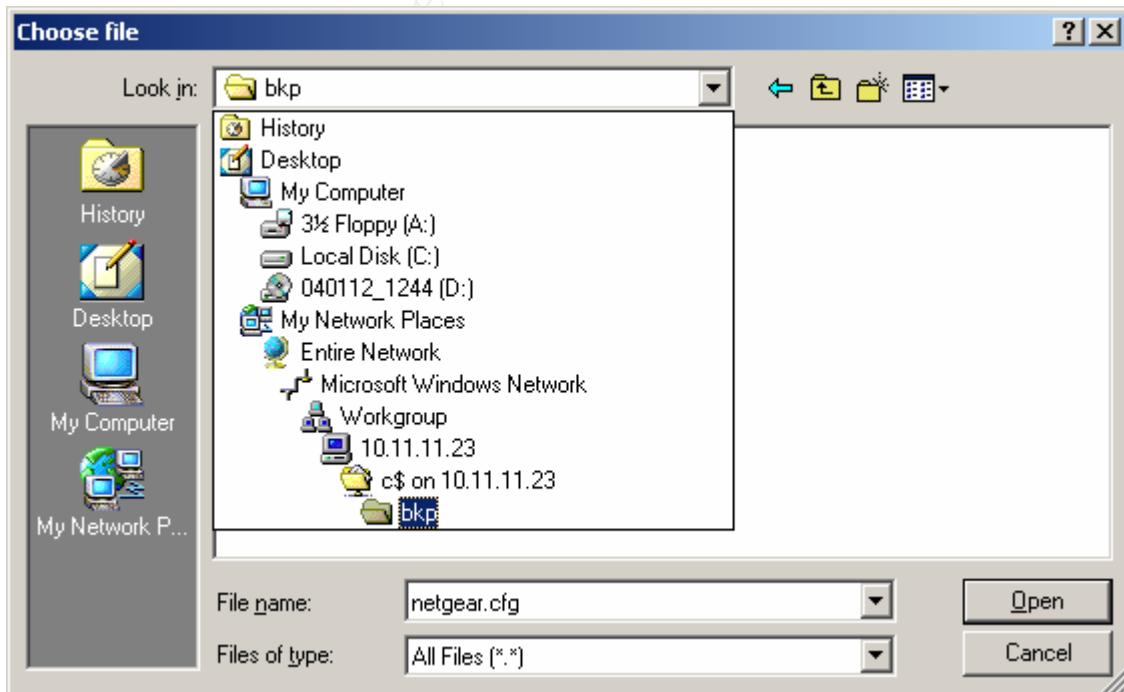 Choose file
Look in:
bkp
History
Desktop
My Computer
3½ Floppy (A:)
Local Disk (C:)
040112_1244 (D:)
My Network Places
Entire Network
Microsoft Windows Network
Workgroup
10.11.11.23
c$ on 10.11.11.23
bkp
History
Desktop
My Computer
My Network P...
File name:
netgear.cfg
Open
Files of type:
All Files (*.*)
Cancel